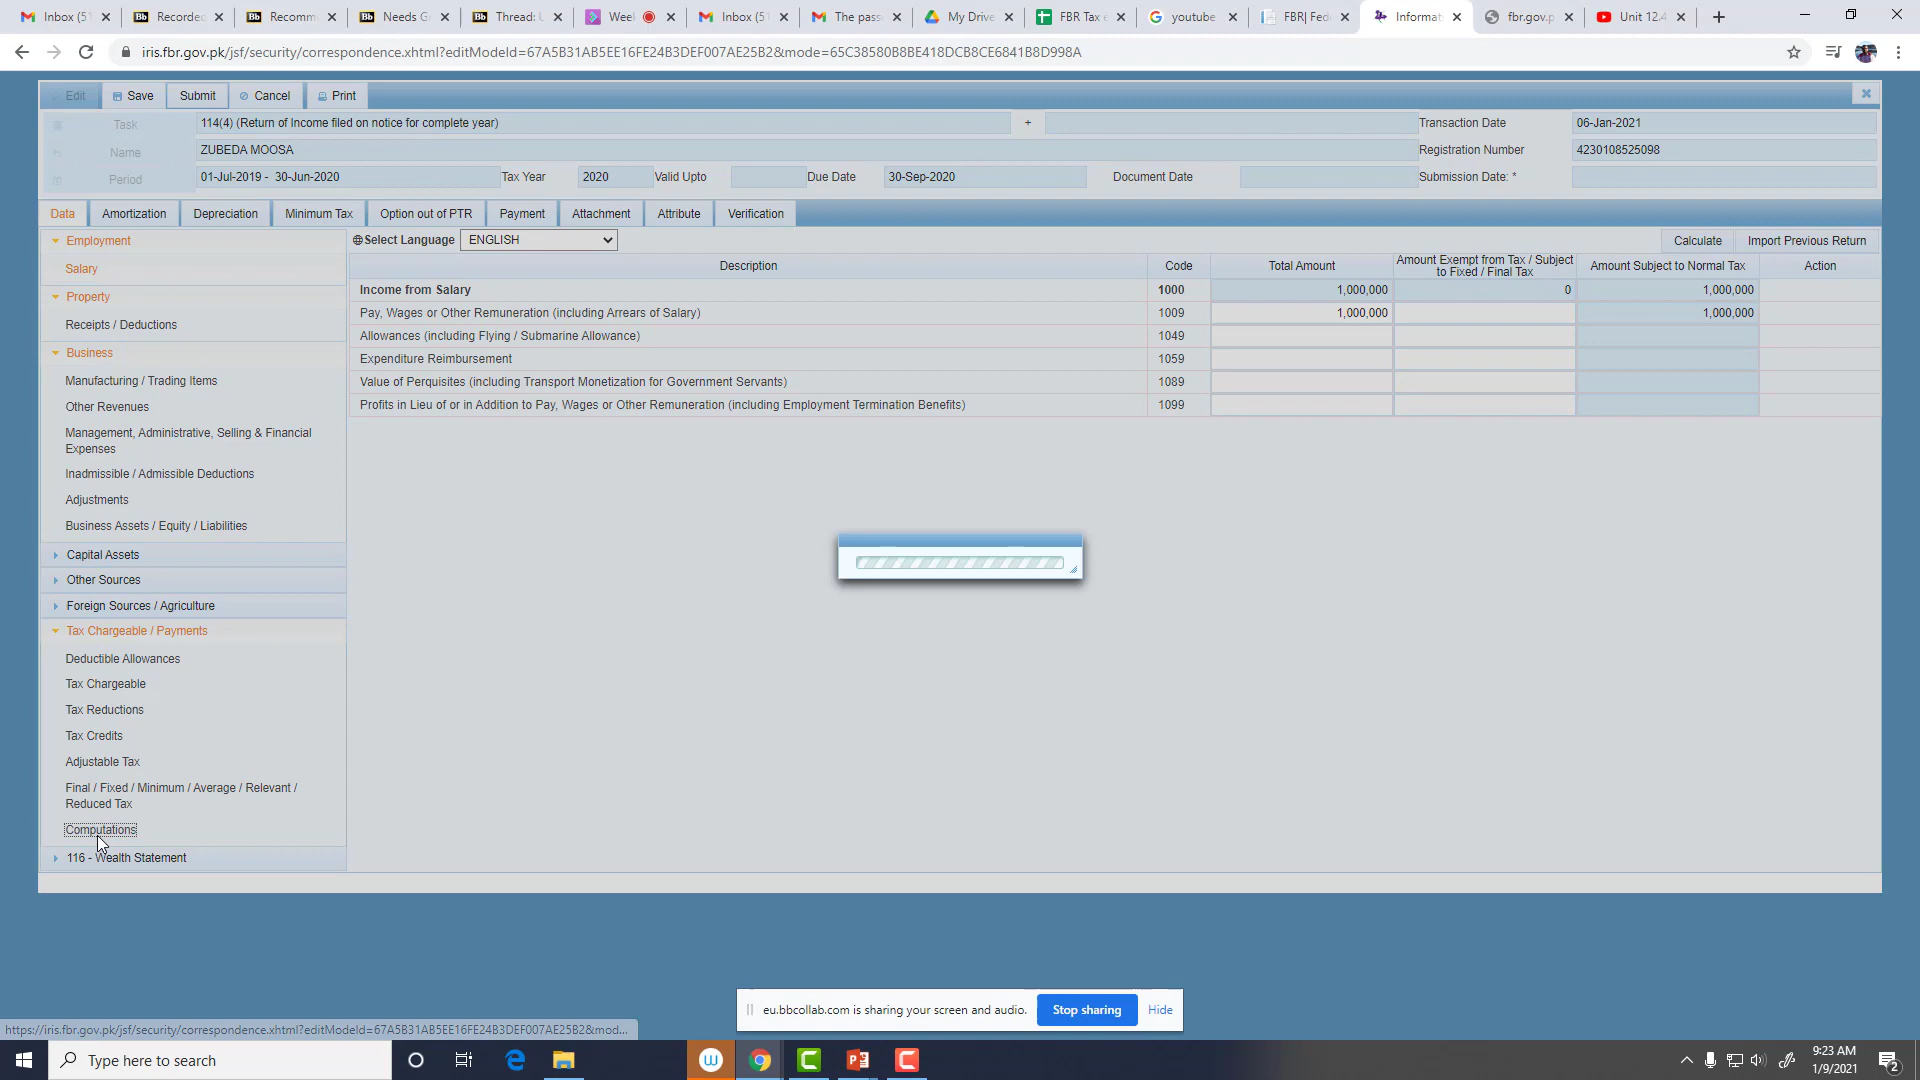 Inbox (51
Recorded
Recomm
Needs G
Thread: U
Weel
Inbox (51
The pass
My Drive
FBR Tax e
youtube
FBR| Fed
Informat
fbr.gov.p
Unit 12.4
iris.fbr.gov.pk/jsf/security/correspondence.xhtml?editModeId=67A5B31AB5EE16FE24B3DEF007AE25B2&mode=65C38580B8BE418DCB8CE6841B8D998A
Edit Save Submit Cancel Print
Task 114(4) (Return of Income filed on notice for complete year) + Transaction Date 06-Jan-2021
Name ZUBEDA MOOSA Registration Number 4230108525098
Period 01-Jul-2019 - 30-Jun-2020 Tax Year 2020 Valid Upto Due Date 30-Sep-2020 Document Date Submission Date: *
Data Amortization Depreciation Minimum Tax Option out of PTR Payment Attachment Attribute Verification
Employment
Salary
Property
Receipts / Deductions
Business
Manufacturing / Trading Items
Other Revenues
Management, Administrative, Selling & Financial
Expenses
Inadmissible / Admissible Deductions
Adjustments
Business Assets / Equity / Liabilities
Capital Assets
Other Sources
Foreign Sources / Agriculture
Tax Chargeable / Payments
Deductible Allowances
Tax Chargeable
Tax Reductions
Tax Credits
Adjustable Tax
Final / Fixed / Minimum / Average / Relevant /
Reduced Tax
Computations
116 - Wealth Statement
Select Language ENGLISH Calculate Import Previous Return
Description Code Total Amount Amount Exempt from Tax / Subject
to Fixed / Final Tax Amount Subject to Normal Tax Action
Income from Salary 1000 1,000,000 0 1,000,000
Pay, Wages or Other Remuneration (including Arrears of Salary) 1009 1,000,000 1,000,000
Allowances (including Flying / Submarine Allowance) 1049
Expenditure Reimbursement 1059
Value of Perquisites (including Transport Monetization for Government Servants) 1089
Profits in Lieu of or in Addition to Pay, Wages or Other Remuneration (including Employment Termination Benefits) 1099
eu.bbcollab.com is sharing your screen and audio. Stop sharing Hide
https://iris.fbr.gov.pk/jsf/security/correspondence.xhtml?editModeId=67A5B31AB5EE16FE24B3DEF007AE25B2&mod...
Type here to search
9:23 AM
1/9/2021
2